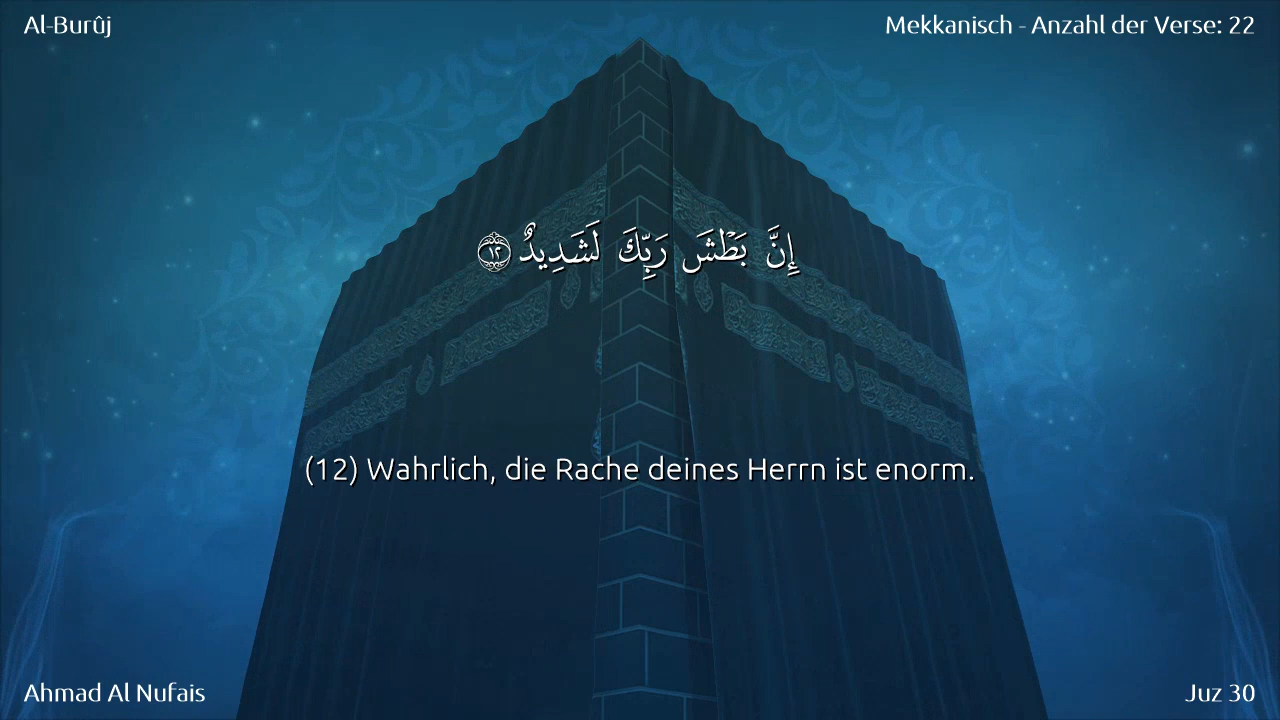 Al-Burûj
Mekkanisch - Anzahl der Verse: 22
إِنَّ بَطْشَ رَبِّكَ لَشَدِيدٌ ١٢
(12) Wahrlich, die Rache deines Herrn ist enorm.
Ahmad Al Nufais
Juz 30